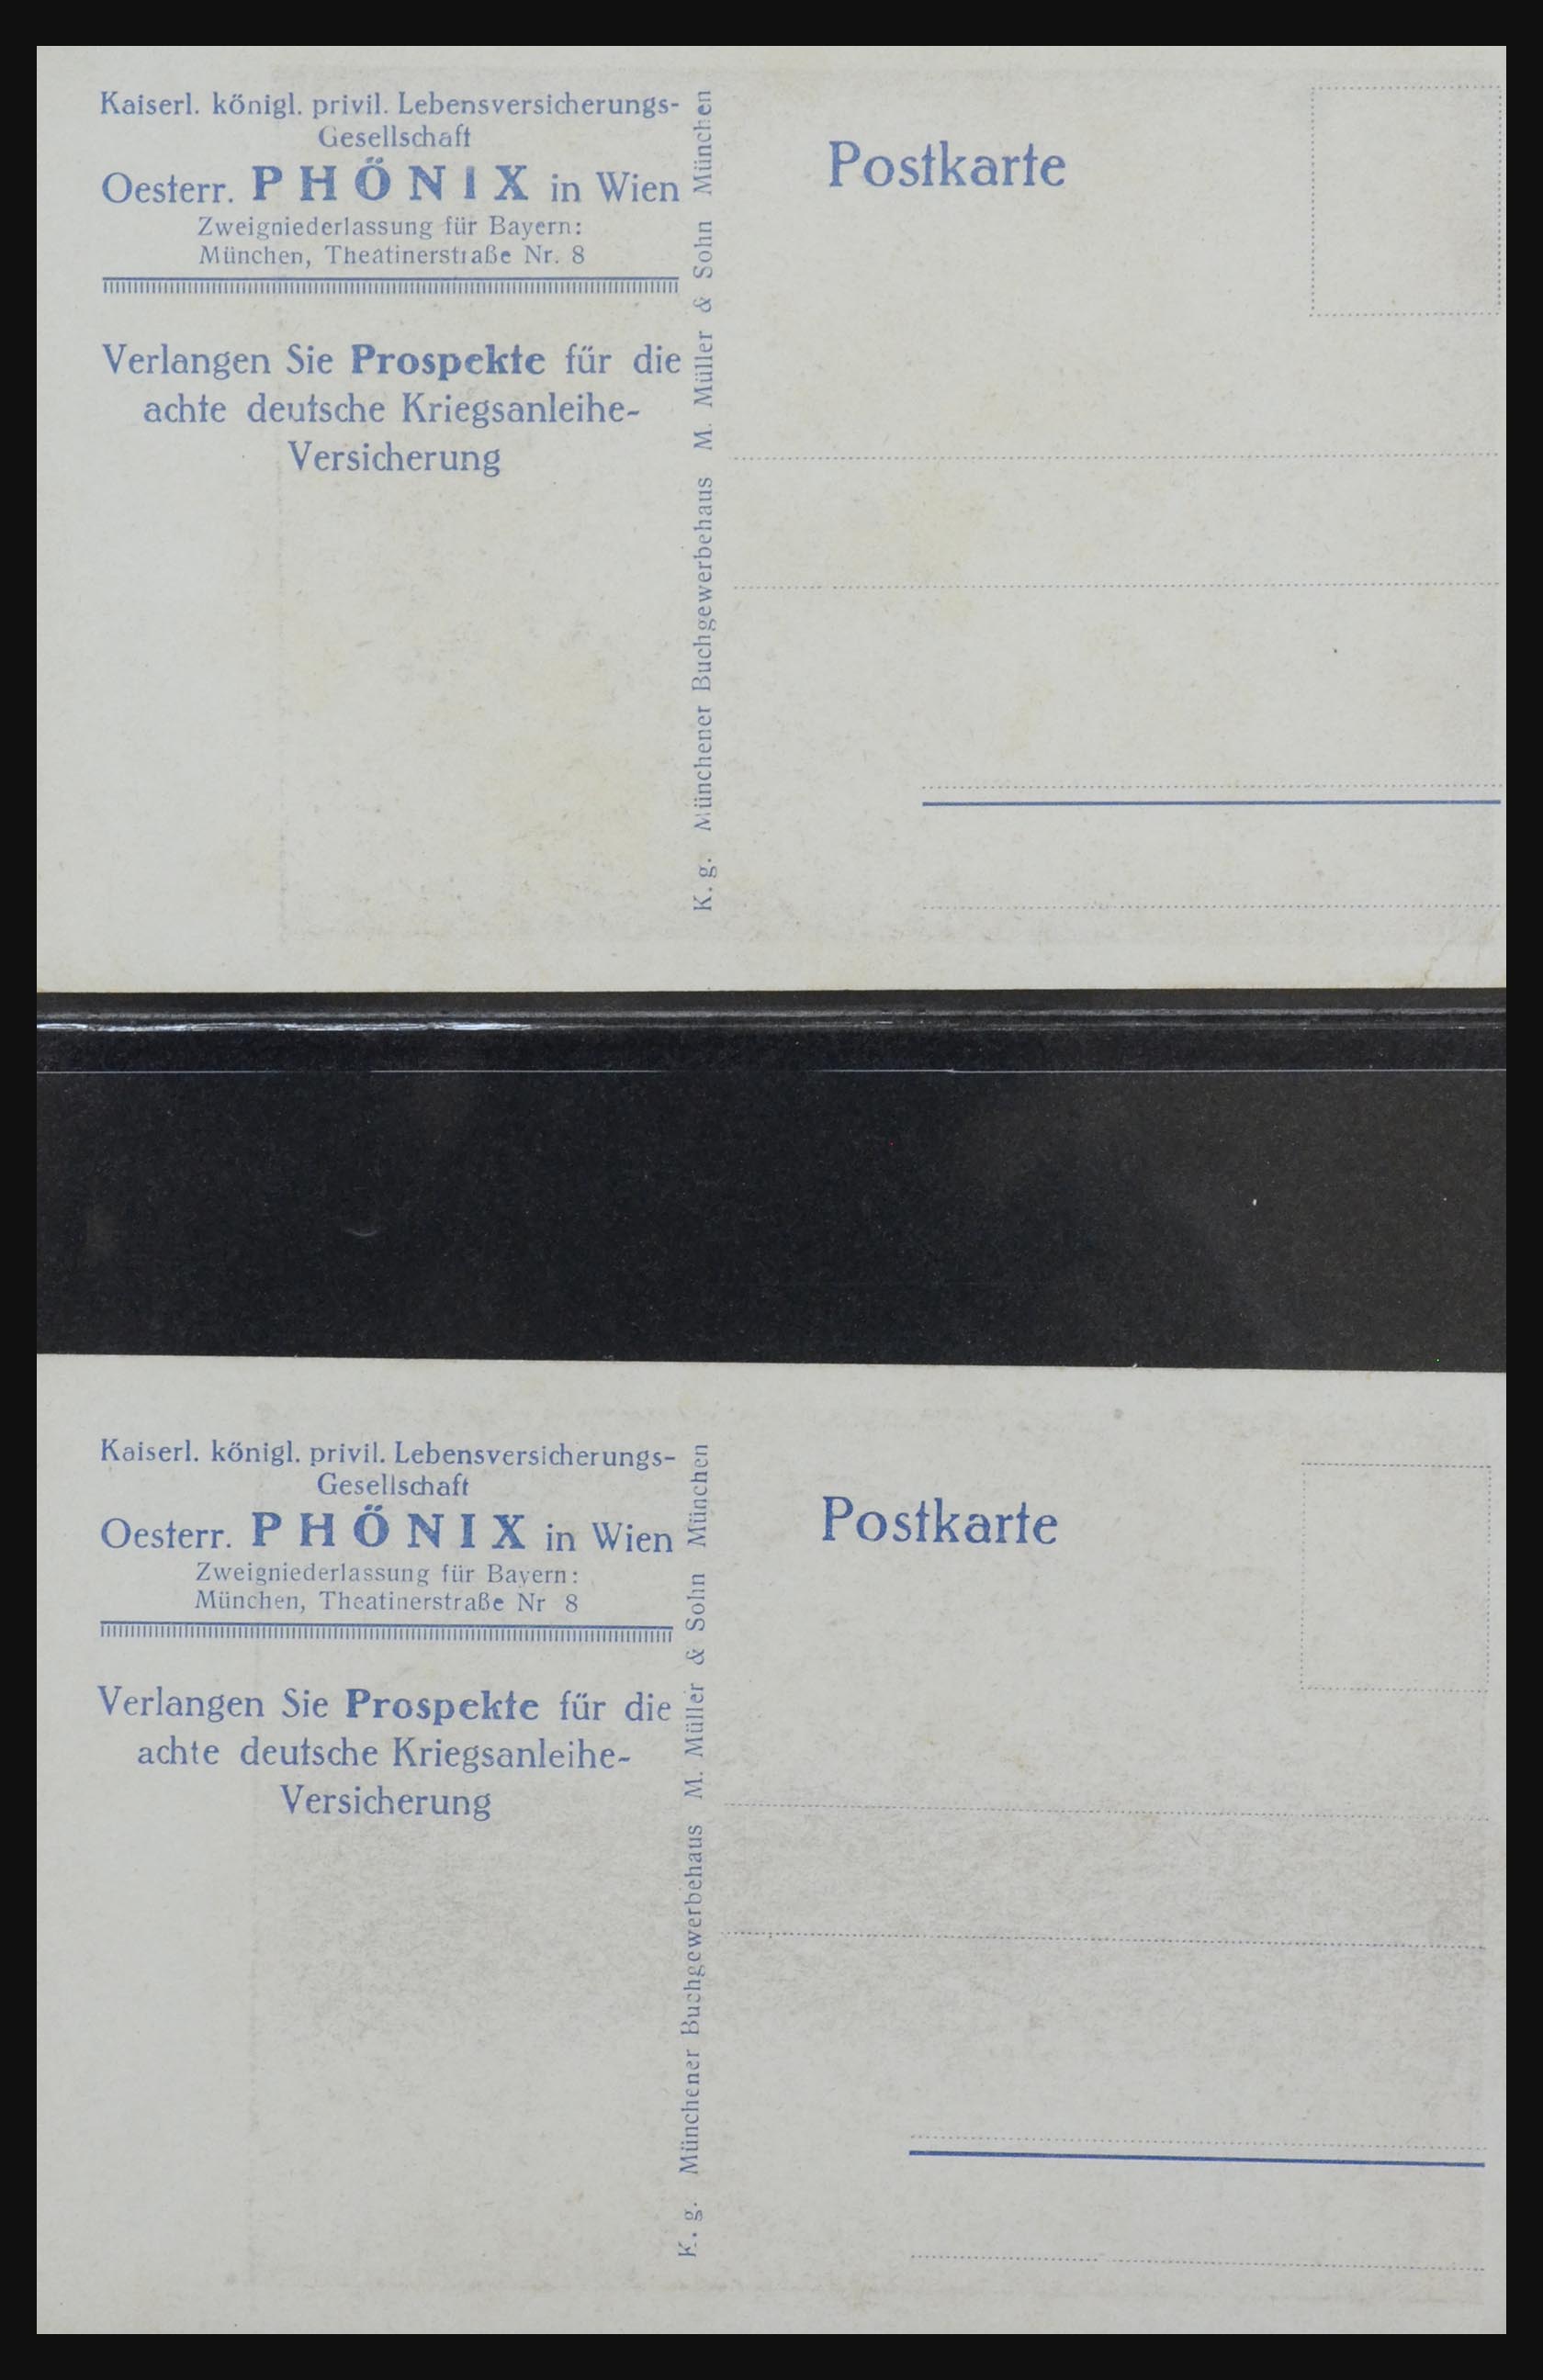 Kaiserl. königl. privil. Lebensversicherungs-
Gesellschaft
Oesterr. PHÖNIX in Wien
Zweigniederlassung für Bayern:
München, Theatinerstraße Nr. 8
Verlangen Sie Prospekte für die
achte deutsche Kriegsanleihe-
Versicherung
K. g. Münchener Buchgewerbehaus M. Müller & Sohn München
Postkarte
Kaiserl. königl. privil. Lebensversicherungs-
Gesellschaft
Oesterr. PHÖNIX in Wien
Zweigniederlassung für Bayern:
München, Theatinerstraße Nr 8
Verlangen Sie Prospekte für die
achte deutsche Kriegsanleihe-
Versicherung
K. g. Münchener Buchgewerbehaus M. Müller & Sohn München
Postkarte